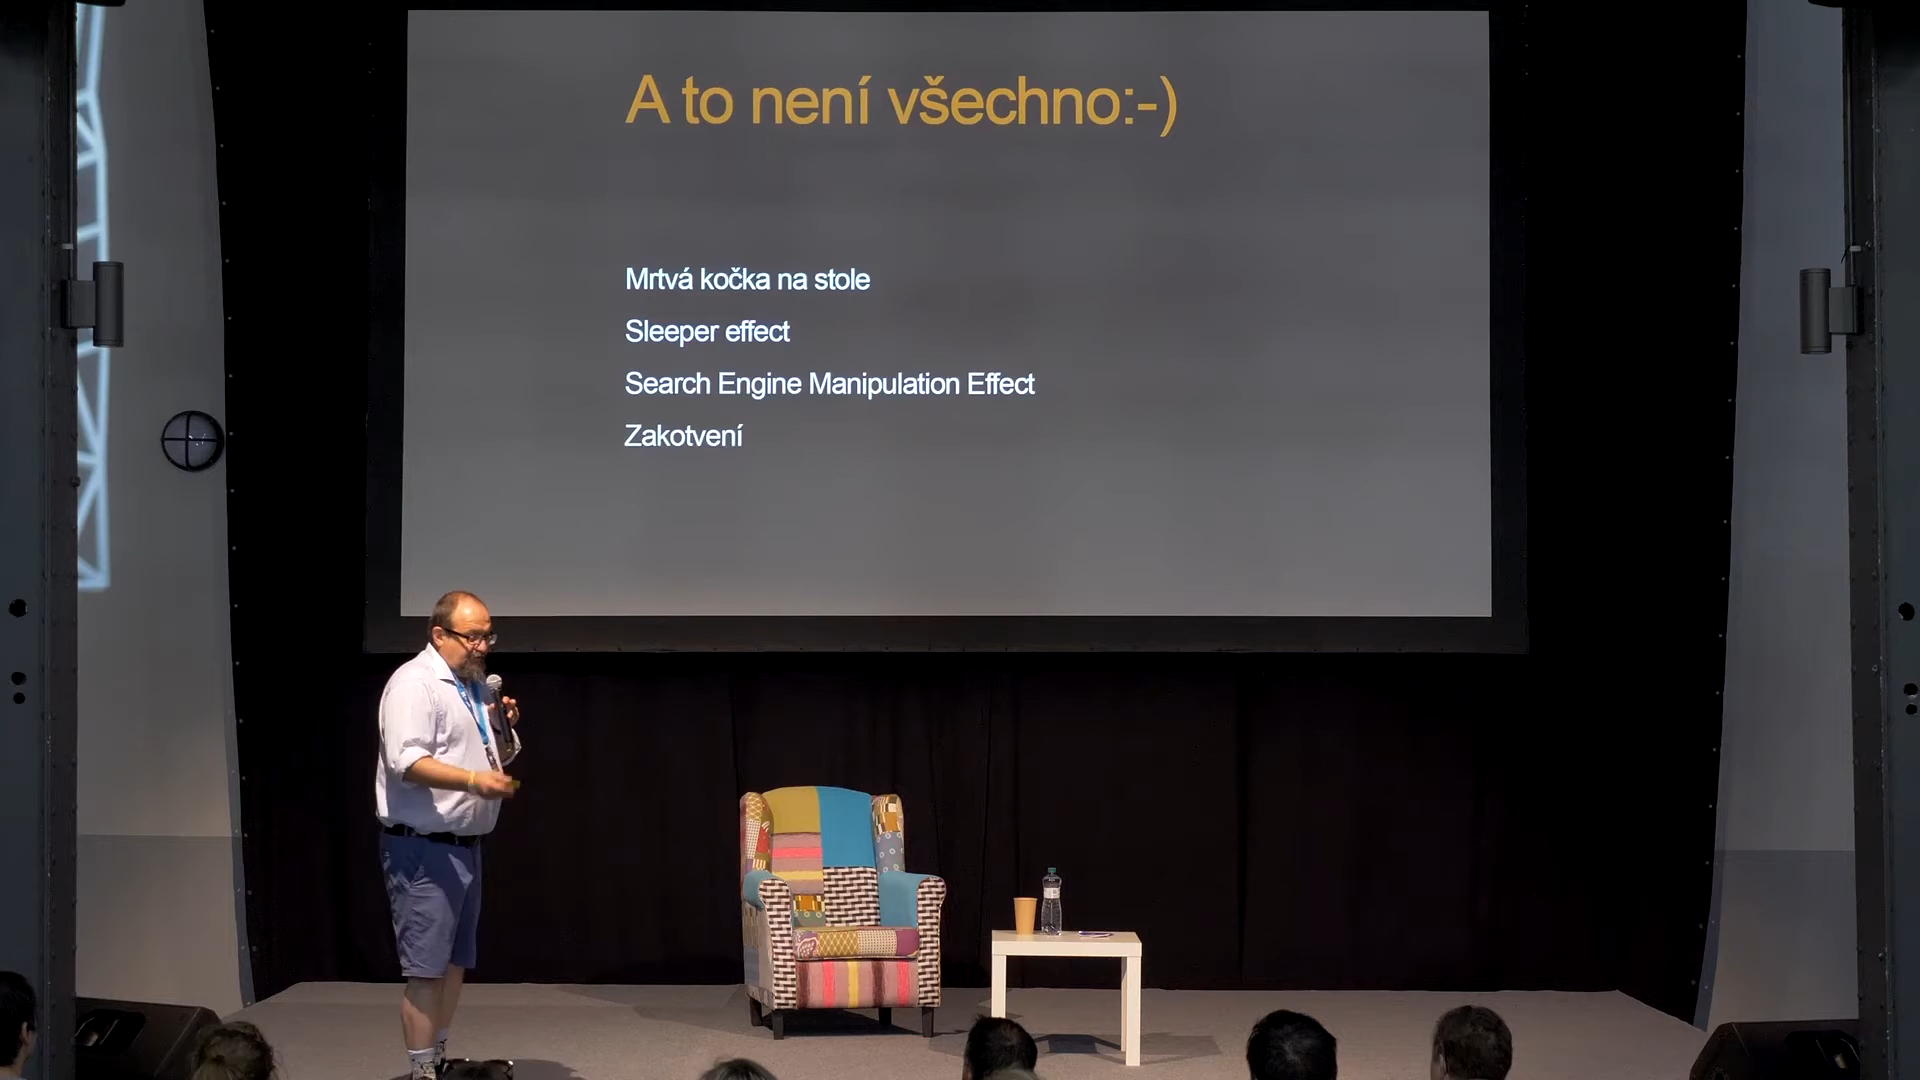 A to není všechno:-)
Mrtvá kočka na stole
Sleeper effect
Search Engine Manipulation Effect
Zakotvení